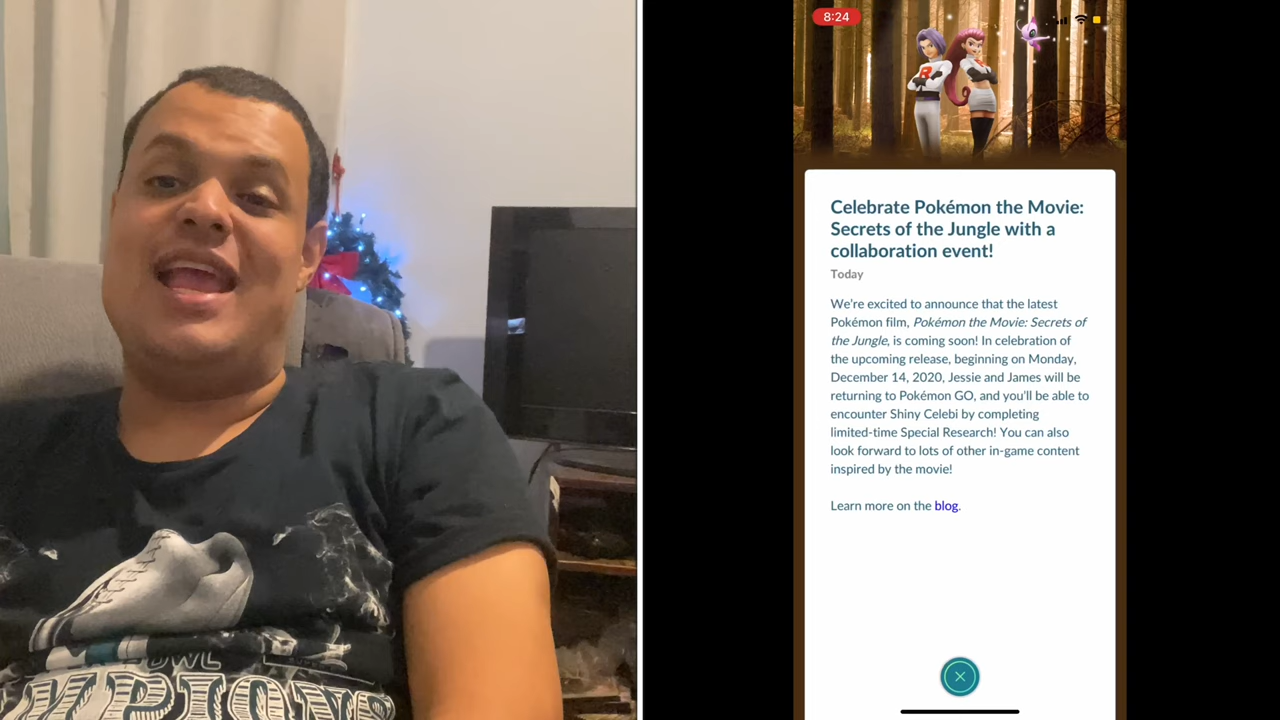 8:24
R
Celebrate Pokémon the Movie:
Secrets of the Jungle with a
collaboration event!
Today
We're excited to announce that the latest
Pokémon film, Pokémon the Movie: Secrets of
the Jungle, is coming soon! In celebration of
the upcoming release, beginning on Monday,
December 14, 2020, Jessie and James will be
returning to Pokémon GO, and you'll be able to
encounter Shiny Celebi by completing
limited-time Special Research! You can also
look forward to lots of other in-game content
inspired by the movie!
Learn more on the blog.